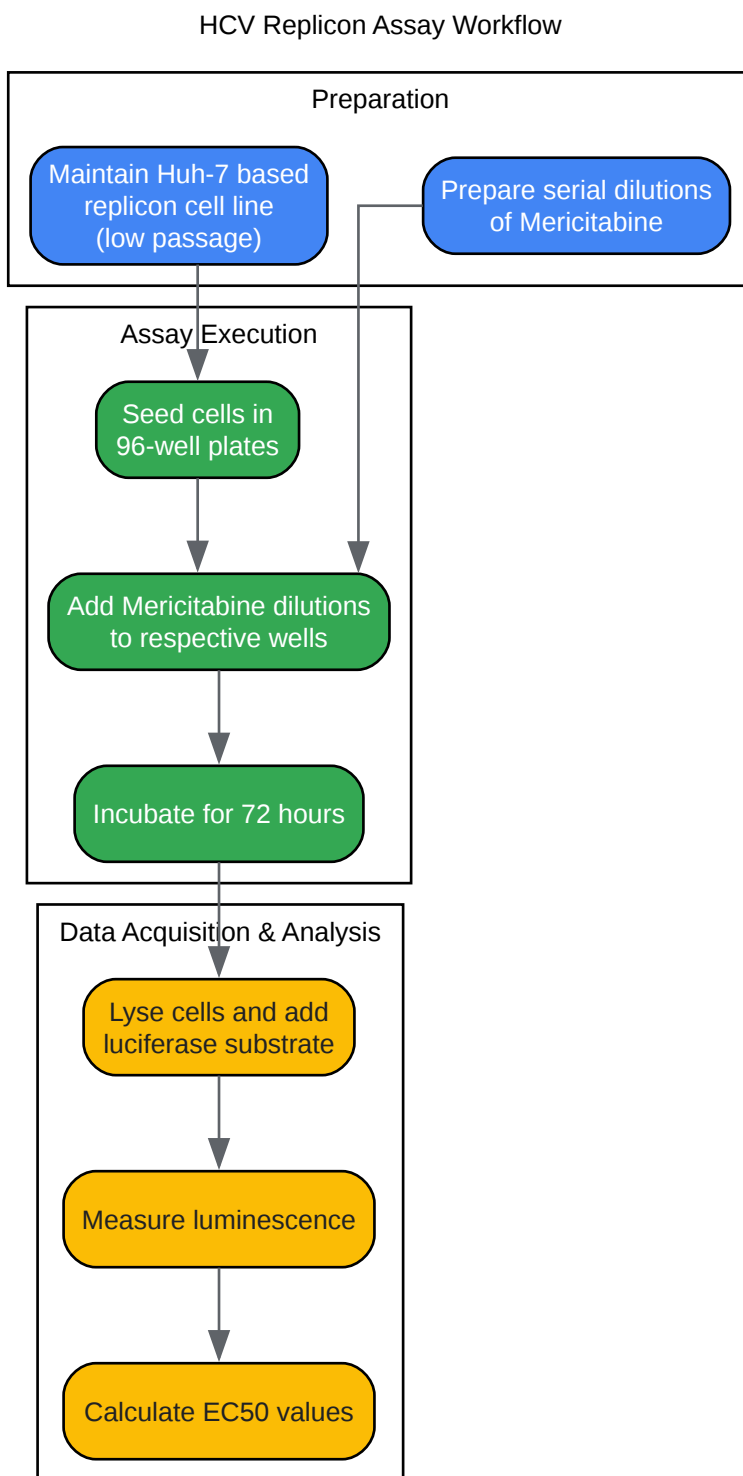 HCV Replicon Assay Workflow
Preparation
Maintain Huh-7 based
replicon cell line
(low passage)
Prepare serial dilutions
of Mericitabine
Assay Execution
Seed cells in
96-well plates
Add Mericitabine dilutions
to respective wells
Incubate for 72 hours
Data Acquisition & Analysis
Lyse cells and add
luciferase substrate
Measure luminescence
Calculate EC50 values